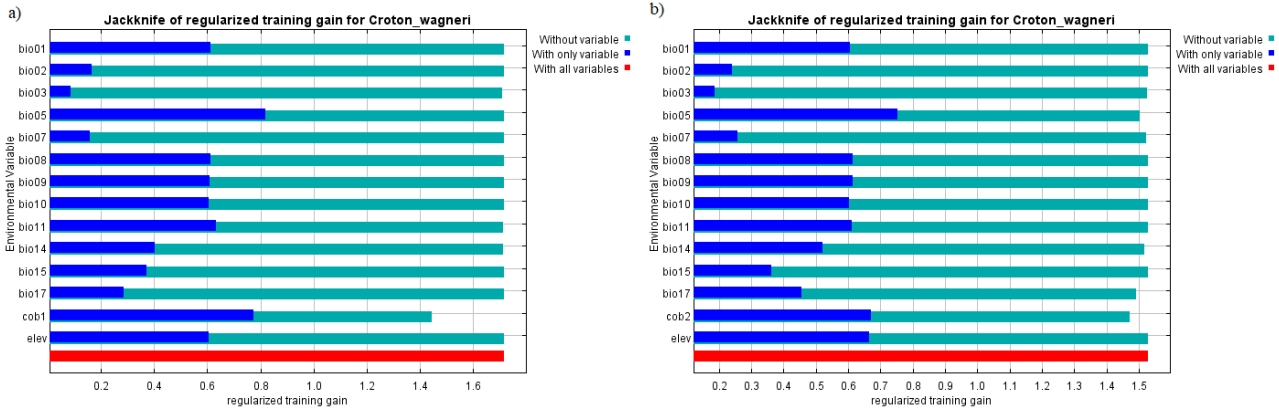 a)
Jackknife of regularized training gain for Croton_wagneri
Environmental Variable
bio01
bio02
bio03
bio05
bio07
bio08
bio09
bio10
bio11
bio14
bio15
bio17
cob1
elev
0.2 0.4 0.6 0.8 1.0 1.2 1.4 1.6
regularized training gain
Without variable
With only variable
With all variables
b)
Jackknife of regularized training gain for Croton_wagneri
Environmental Variable
bio01
bio02
bio03
bio05
bio07
bio08
bio09
bio10
bio11
bio14
bio15
bio17
cob2
elev
0.2 0.3 0.4 0.5 0.6 0.7 0.8 0.9 1.0 1.1 1.2 1.3 1.4 1.5
regularized training gain
Without variable
With only variable
With all variables